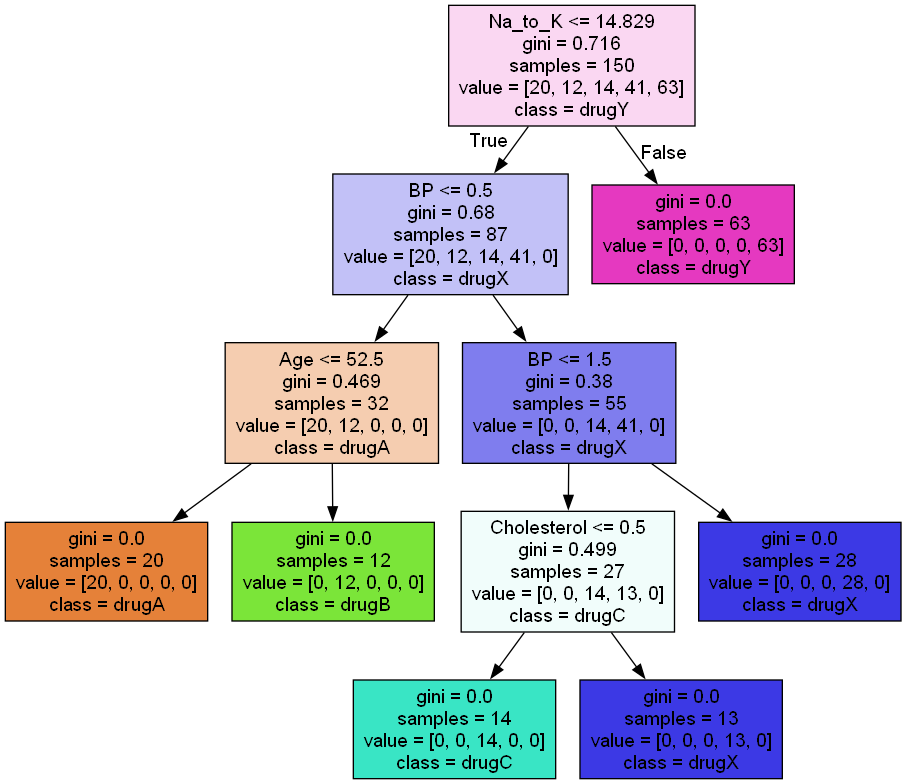 Na_to_K <= 14.829
gini = 0.716
samples = 150
value = [20, 12, 14, 41, 63]
class = drugY
True
False
BP <= 0.5
gini = 0.68
samples = 87
value = [20, 12, 14, 41, 0]
class = drugX
gini = 0.0
samples = 63
value = [0, 0, 0, 0, 63]
class = drugY
Age <= 52.5
gini = 0.469
samples = 32
value = [20, 12, 0, 0, 0]
class = drugA
BP <= 1.5
gini = 0.38
samples = 55
value = [0, 0, 14, 41, 0]
class = drugX
gini = 0.0
samples = 20
value = [20, 0, 0, 0, 0]
class = drugA
gini = 0.0
samples = 12
value = [0, 12, 0, 0, 0]
class = drugB
Cholesterol <= 0.5
gini = 0.499
samples = 27
value = [0, 0, 14, 13, 0]
class = drugC
gini = 0.0
samples = 28
value = [0, 0, 0, 28, 0]
class = drugX
gini = 0.0
samples = 14
value = [0, 0, 14, 0, 0]
class = drugC
gini = 0.0
samples = 13
value = [0, 0, 0, 13, 0]
class = drugX